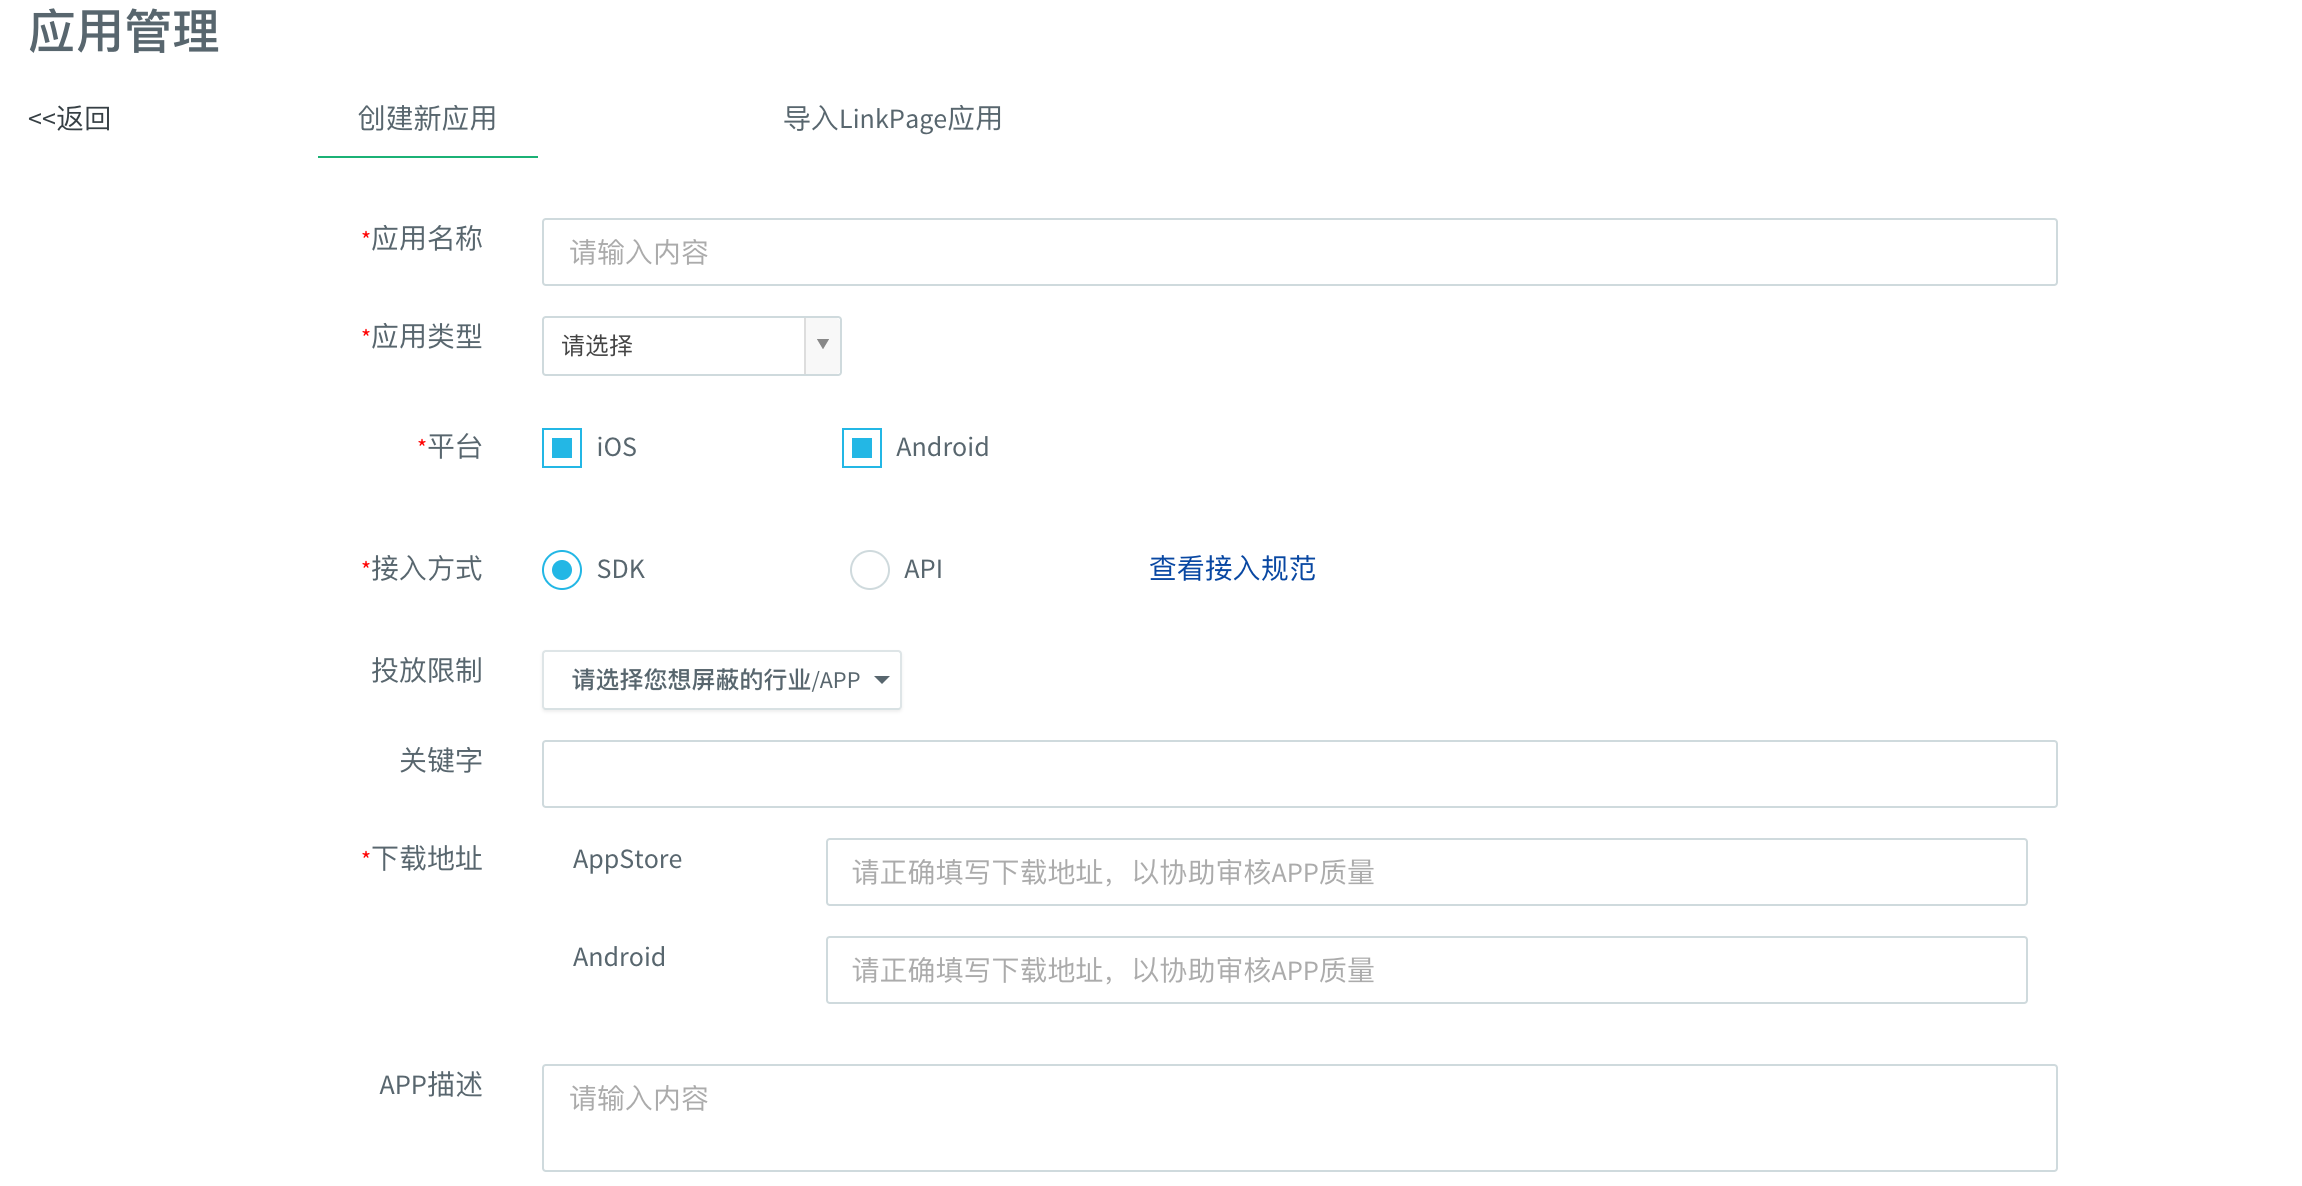 应用管理
<<返回 创建新应用 导入LinkPage应用
*应用名称 请输入内容
*应用类型 请选择
*平台 iOS Android
*接入方式 SDK API 查看接入规范
投放限制 请选择您想屏蔽的行业/APP
关键字
*下载地址 AppStore 请正确填写下载地址，以协助审核APP质量
Android 请正确填写下载地址，以协助审核APP质量
APP描述 请输入内容